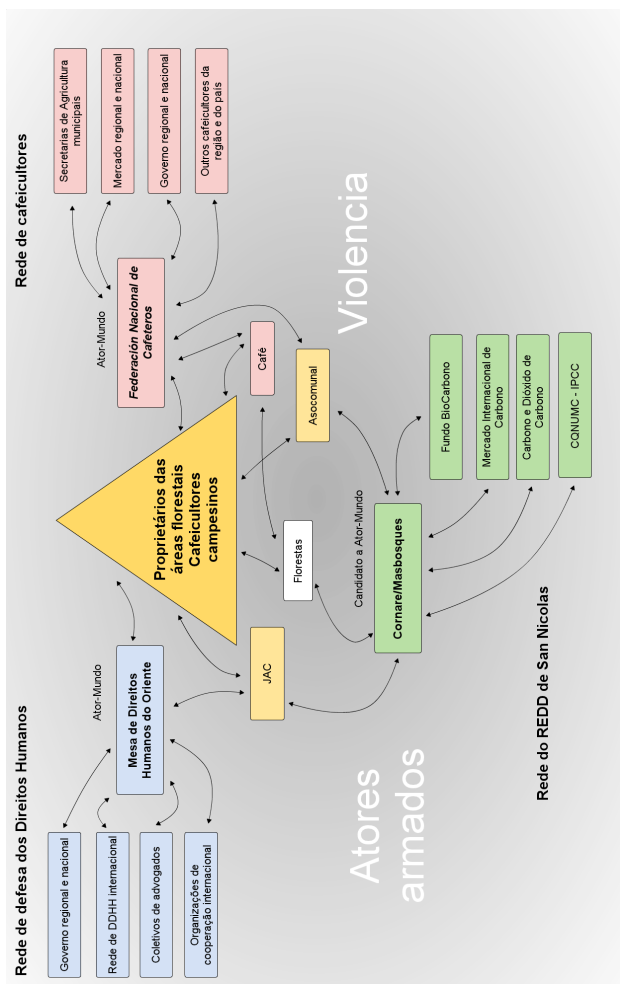 Rede de defesa dos Direitos Humanos
Rede de cafeicultores
Governo regional e nacional
Rede de DDHH internacional
Coletivos de advogados
Organizações de
cooperação internacional
Ator-Mundo
Mesa de Direitos
Humanos do Oriente
Proprietários das
áreas florestais
Cafeicultores
campesinos
Ator-Mundo
Federación Nacional de
Cafeteros
Secretarias de Agricultura
municipais
Mercado regional e nacional
Governo regional e nacional
Outros cafeicultores da
região e do país
JAC
Florestas
Café
Asocomunal
Atores
armados
Violencia
Candidato a Ator-Mundo
Cornare/Masbosques
Fundo BioCarbono
Mercado Internacional de
Carbono
Carbono e Dióxido de
Carbono
CQNUMC - IPCC
Rede do REDD de San Nicolas